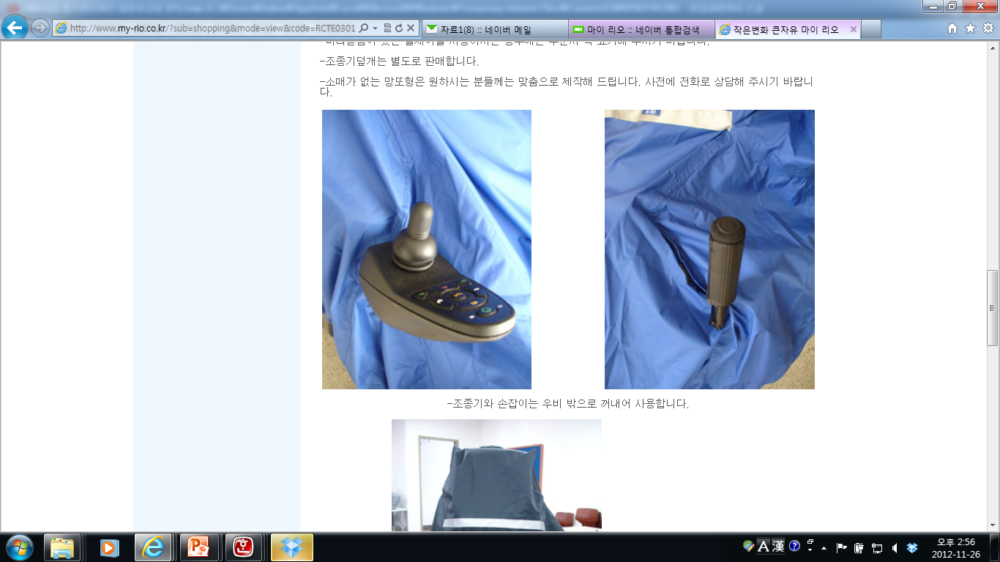 http://www.my-rio.co.kr/?sub=shopping&mode=view&code=RCTE0301
자료1(8) :: 네이버 메일
마이 리오 :: 네이버 통합검색
작은변화 큰자유 마이 리오
-조종기덮개는 별도로 판매합니다.
-소매가 없는 망또형은 원하시는 분들께는 맞춤으로 제작해 드립니다. 사전에 전화로 상담해 주시기 바랍니
다.
-조종기와 손잡이는 우비 밖으로 꺼내어 사용합니다.
A 漢
오후 2:56
2012-11-26